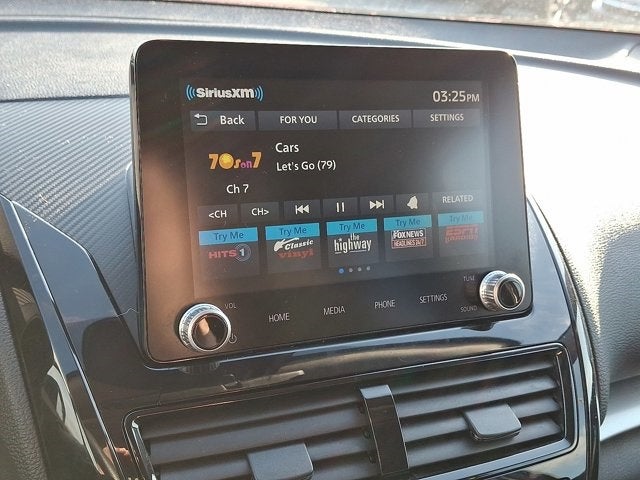 SiriusXM
03:25PM
Back FOR YOU CATEGORIES SETTINGS
70s on 7
Cars
Let's Go (79)
Ch 7
<CH CH> RELATED
Try Me Try Me Try Me Try Me Try Me
HITS 1
Classic vinyl
the highway
FOX NEWS HEADLINES 24/7
ESPN RADIO
VOL HOME MEDIA PHONE SETTINGS TUNE
SOUND